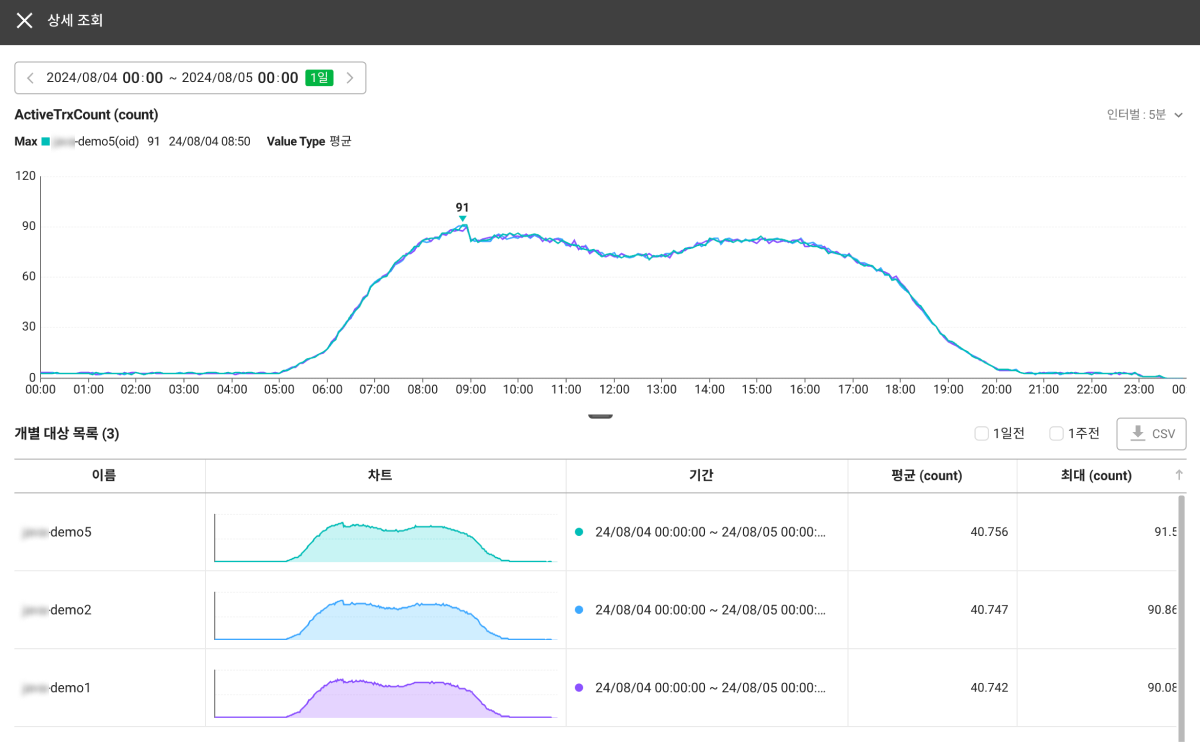 상세 조회
2024/08/04 00:00 ~ 2024/08/05 00:00 1일
ActiveTrxCount (count)
인터벌 : 5분
Max -demo5(oid) 91 24/08/04 08:50 Value Type 평균
120
91
90
60
30
0
00:00 01:00 02:00 03:00 04:00 05:00 06:00 07:00 08:00 09:00 10:00 11:00 12:00 13:00 14:00 15:00 16:00 17:00 18:00 19:00 20:00 21:00 22:00 23:00 00
개별 대상 목록 (3)
1일전 1주전 CSV
이름 차트 기간 평균 (count) 최대 (count)
-demo5 24/08/04 00:00:00 ~ 24/08/05 00:00:... 40.756 91.5
-demo2 24/08/04 00:00:00 ~ 24/08/05 00:00:... 40.747 90.86
-demo1 24/08/04 00:00:00 ~ 24/08/05 00:00:... 40.742 90.08